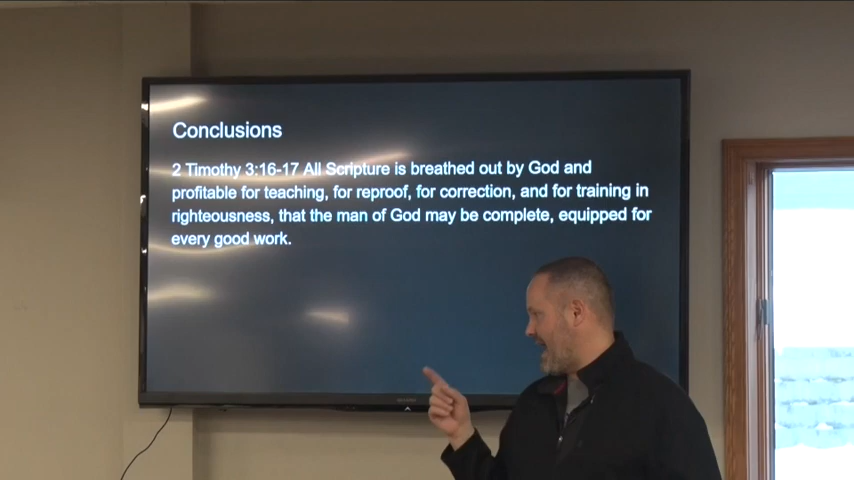 Conclusions
2 Timothy 3:16-17 All Scripture is breathed out by God and
profitable for teaching, for reproof, for correction, and for training in
righteousness, that the man of God may be complete, equipped for
every good work.